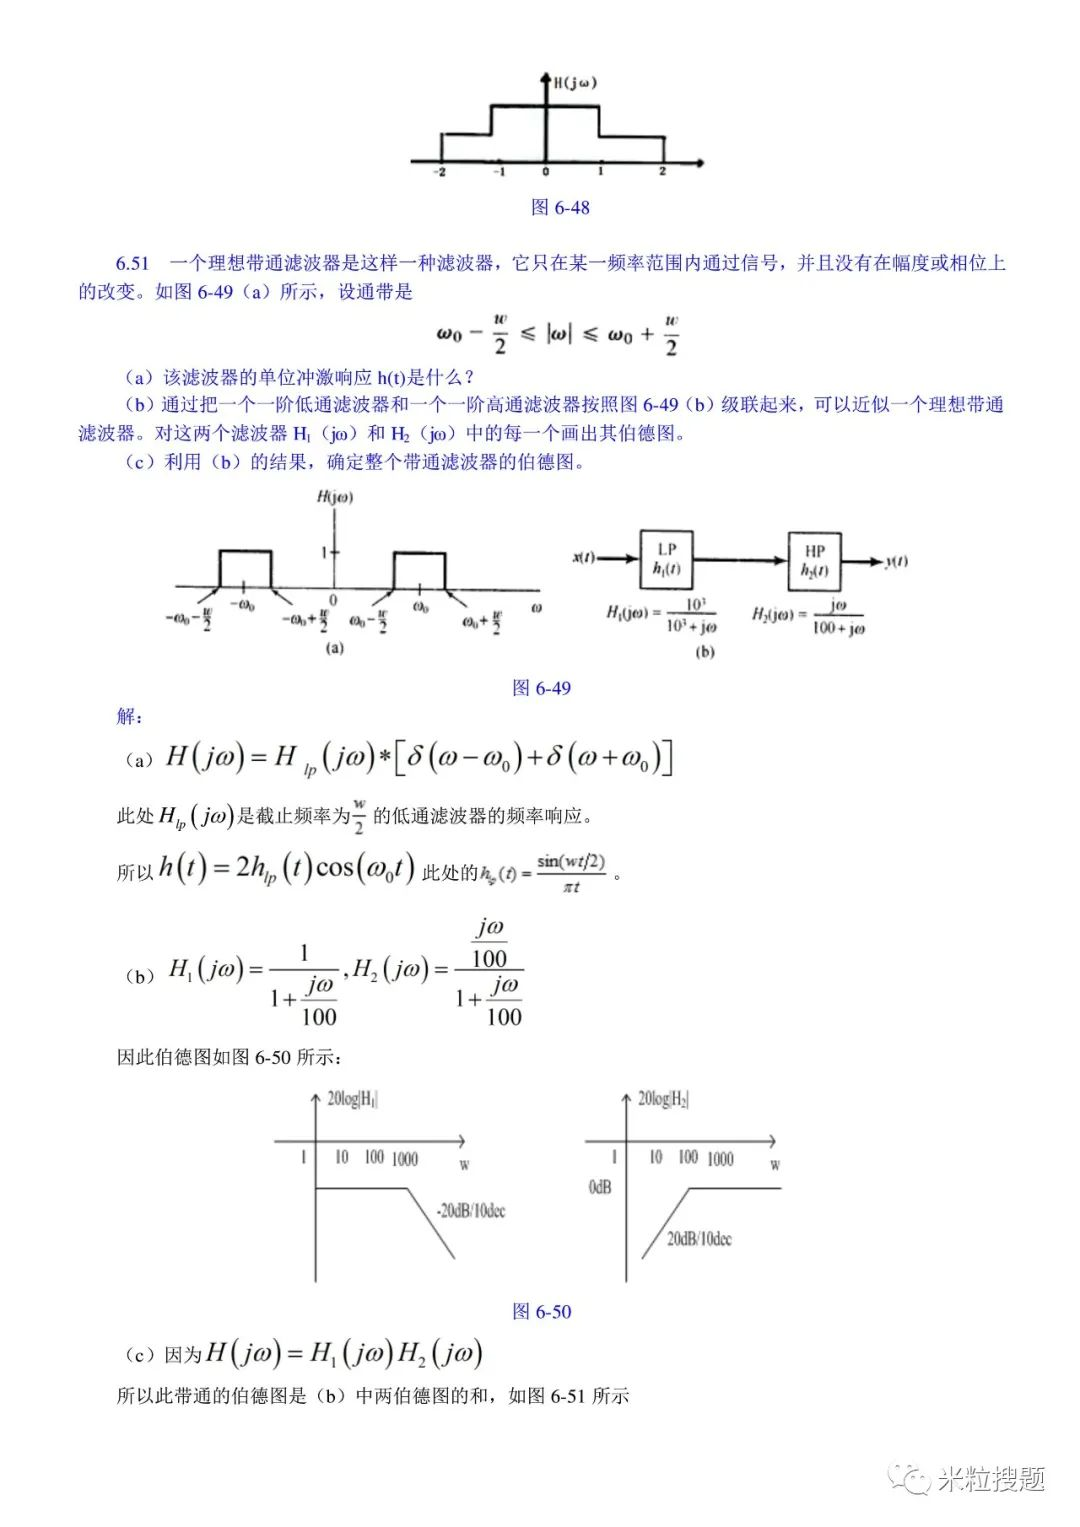 H(jω)
-2 -1 0 1 2
图 6-48
6.51 一个理想带通滤波器是这样一种滤波器，它只在某一频率范围内通过信号，并且没有在幅度或相位上
的改变。如图 6-49（a）所示，设通带是
ω₀ − w/2 ≤ |ω| ≤ ω₀ + w/2
（a）该滤波器的单位冲激响应 h(t)是什么？
（b）通过把一个一阶低通滤波器和一个一阶高通滤波器按照图 6-49（b）级联起来，可以近似一个理想带通
滤波器。对这两个滤波器 H₁（jω）和 H₂（jω）中的每一个画出其伯德图。
（c）利用（b）的结果，确定整个带通滤波器的伯德图。
H(jω)
1
-ω₀ 0 ω₀ ω
-ω₀-w/2 -ω₀+w/2 ω₀-w/2 ω₀+w/2
(a)
x(t) LP h₁(t) HP h₂(t) y(t)
H₁(jω) = 10³/(10³ + jω) H₂(jω) = jω/(100 + jω)
(b)
图 6-49
解：
（a）H(jω) = H_lp(jω)*[δ(ω−ω₀)+δ(ω+ω₀)]
此处 H_lp(jω)是截止频率为 w/2 的低通滤波器的频率响应。
所以 h(t) = 2h_lp(t)cos(ω₀t) 此处的 h_lp(t) = sin(wt/2)/πt 。
（b）H₁(jω) = 1/(1+jω/100) , H₂(jω) = (jω/100)/(1+jω/100)
因此伯德图如图 6-50 所示：
20log|H₁|
1 10 100 1000 w
-20dB/10dec
20log|H₂|
1 10 100 1000 w
0dB
20dB/10dec
图 6-50
（c）因为 H(jω) = H₁(jω)H₂(jω)
所以此带通的伯德图是（b）中两伯德图的和，如图 6-51 所示
米粒搜题